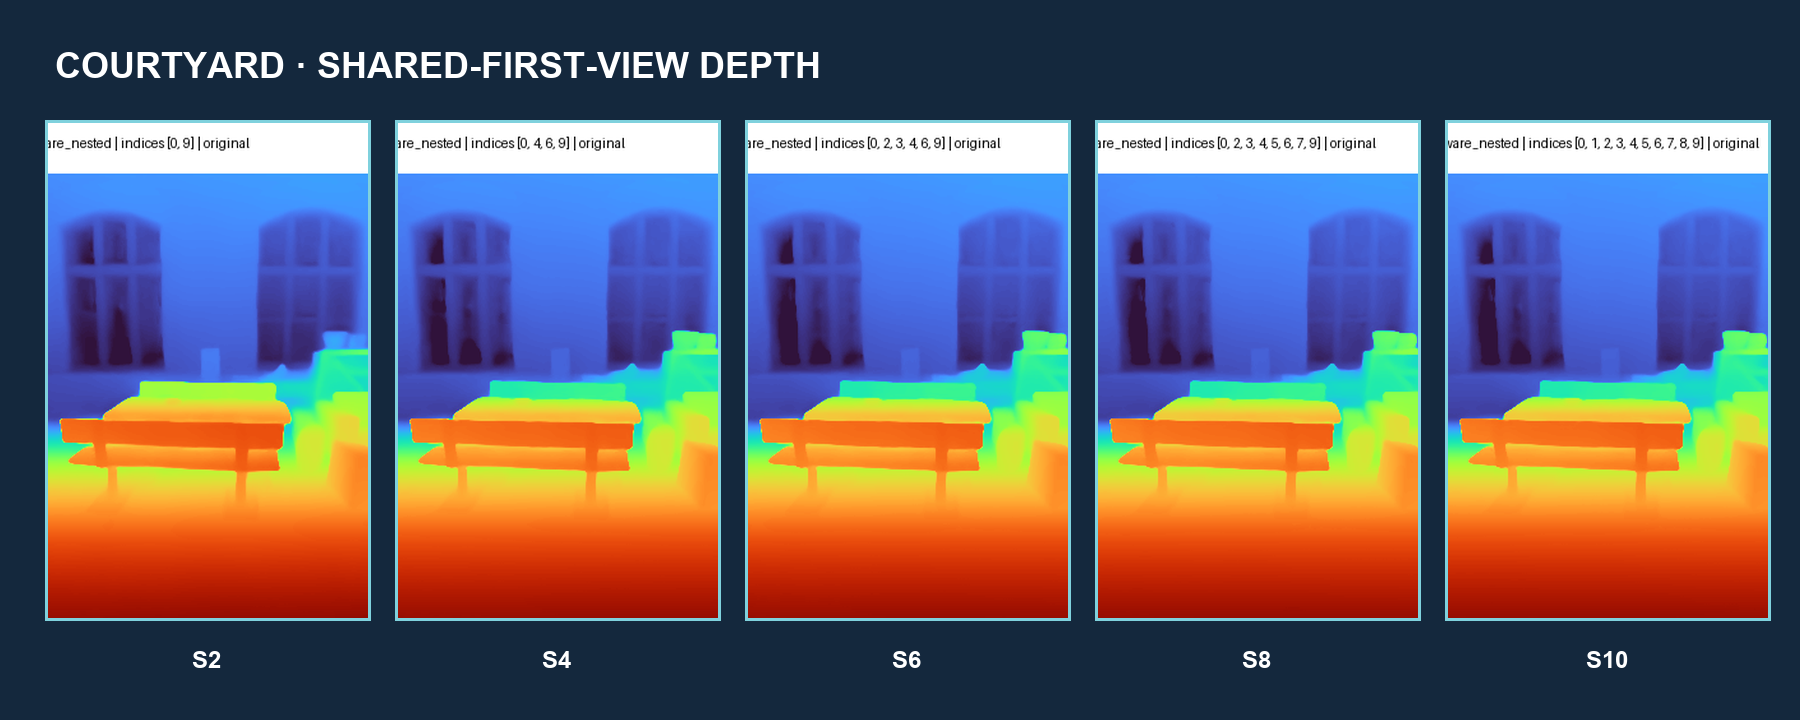 COURTYARD · SHARED-FIRST-VIEW DEPTH
are_nested | indices [0, 9] | original
are_nested | indices [0, 4, 6, 9] | original
are_nested | indices [0, 2, 3, 4, 6, 9] | original
are_nested | indices [0, 2, 3, 4, 5, 6, 7, 9] | original
ware_nested | indices [0, 1, 2, 3, 4, 5, 6, 7, 8, 9] | original
S2
S4
S6
S8
S10